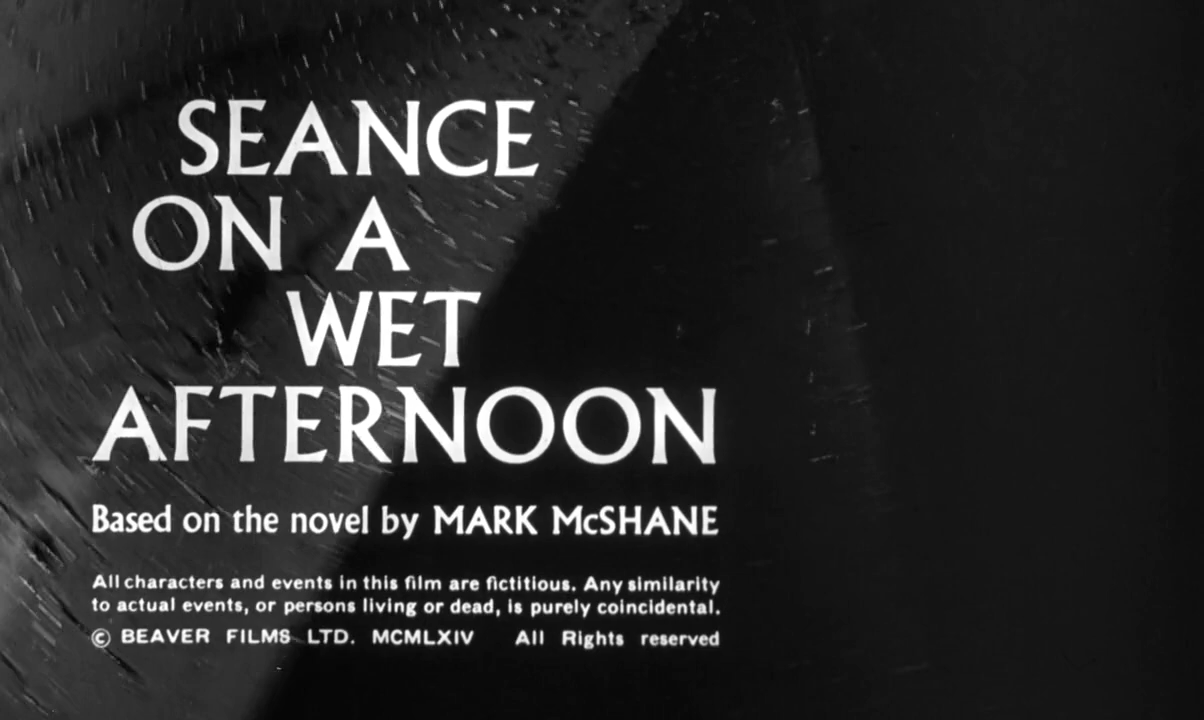 SEANCE
ON A
WET
AFTERNOON
Based on the novel by MARK McSHANE
All characters and events in this film are fictitious. Any similarity
to actual events, or persons living or dead, is purely coincidental.
© BEAVER FILMS LTD. MCMLXIV All Rights reserved